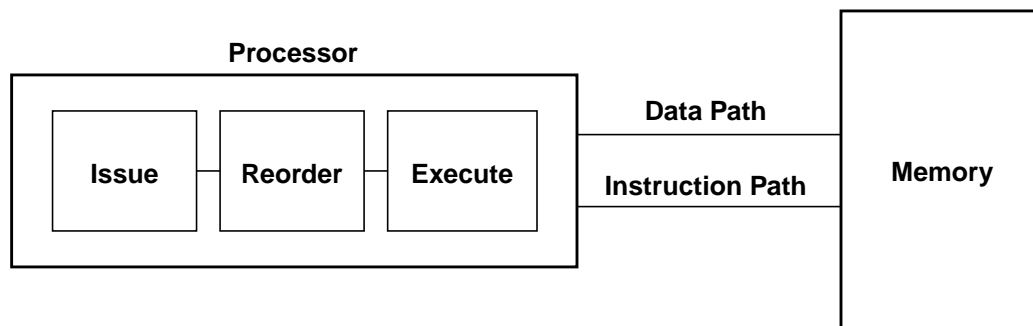 Processor
Issue
Reorder
Execute
Data Path
Instruction Path
Memory